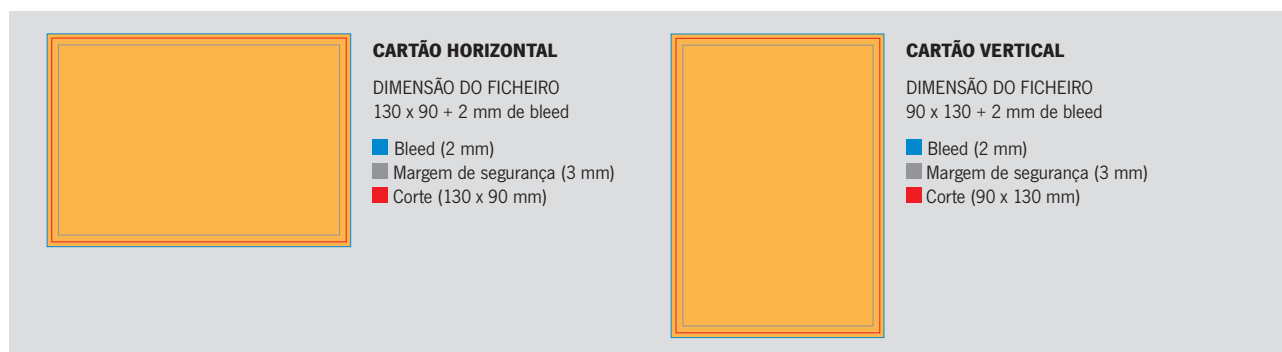 CARTÃO HORIZONTAL
DIMENSÃO DO FICHEIRO
130 x 90 + 2 mm de bleed
Bleed (2 mm)
Margem de segurança (3 mm)
Corte (130 x 90 mm)
CARTÃO VERTICAL
DIMENSÃO DO FICHEIRO
90 x 130 + 2 mm de bleed
Bleed (2 mm)
Margem de segurança (3 mm)
Corte (90 x 130 mm)